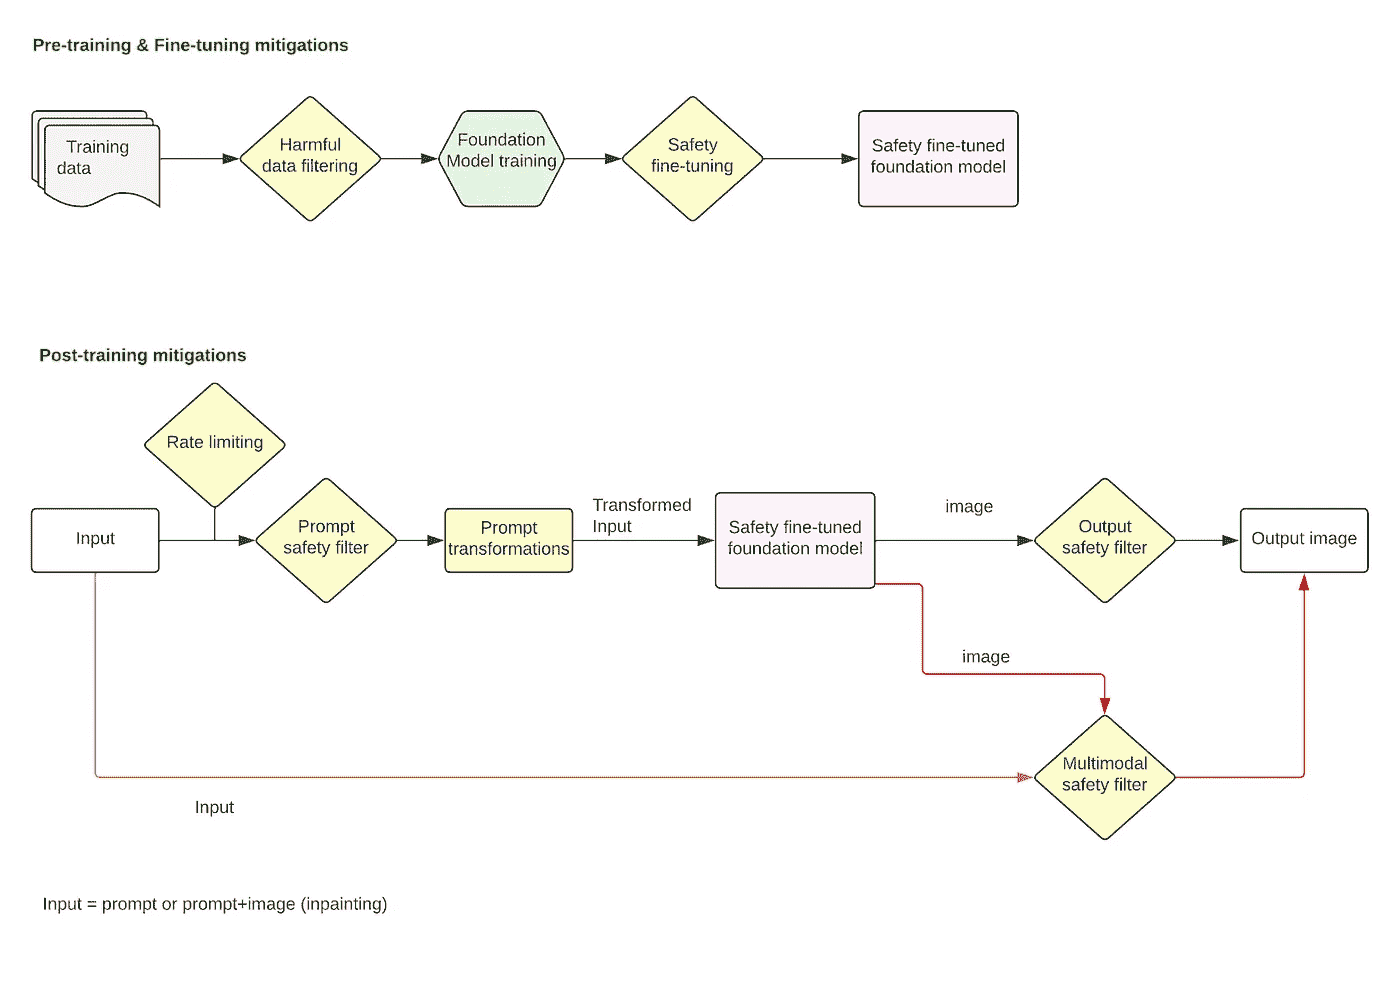 Pre-training & Fine-tuning mitigations
Training
data
Harmful
data filtering
Foundation
Model training
Safety
fine-tuning
Safety fine-tuned
foundation model
Post-training mitigations
Rate limiting
Input
Prompt
safety filter
Prompt
transformations
Transformed
Input
Safety fine-tuned
foundation model
image
Output
safety filter
Output image
image
Multimodal
safety filter
Input
Input = prompt or prompt+image (inpainting)